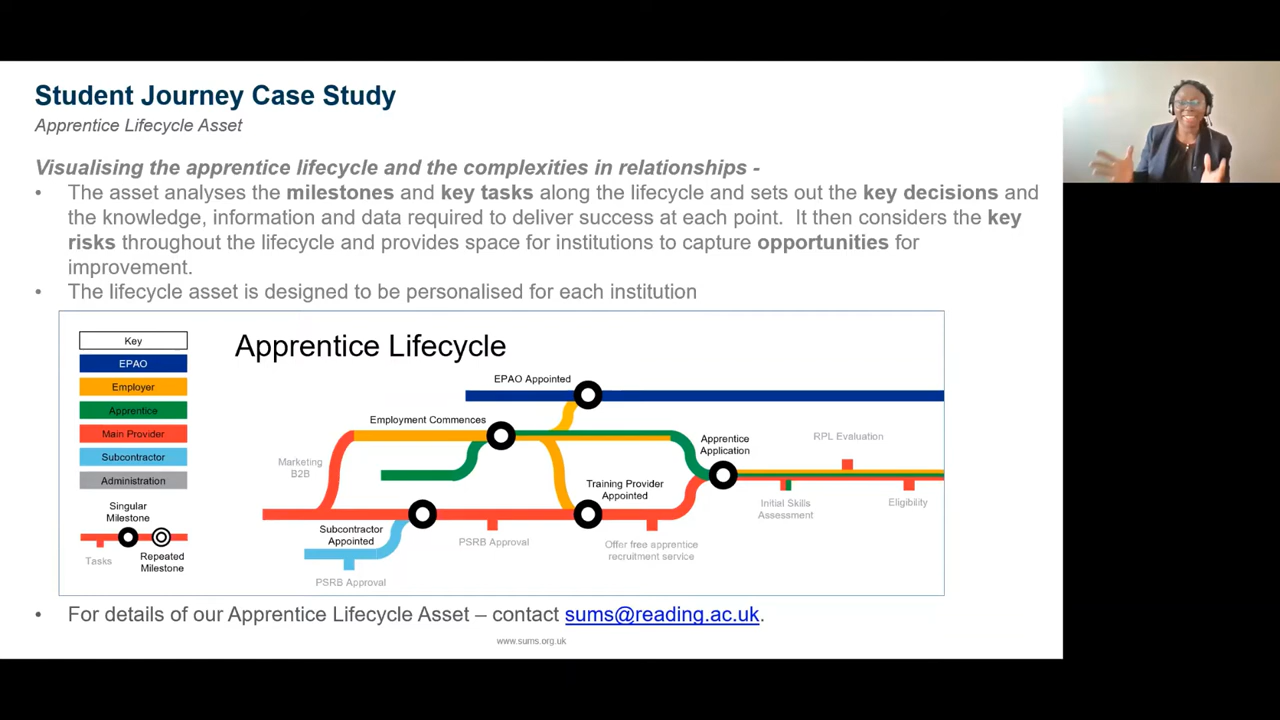 Student Journey Case Study
Apprentice Lifecycle Asset
Visualising the apprentice lifecycle and the complexities in relationships -
• The asset analyses the milestones and key tasks along the lifecycle and sets out the key decisions and
the knowledge, information and data required to deliver success at each point. It then considers the key
risks throughout the lifecycle and provides space for institutions to capture opportunities for
improvement.
• The lifecycle asset is designed to be personalised for each institution
Key
EPAO
Employer
Apprentice
Main Provider
Subcontractor
Administration
Singular
Milestone
Tasks
Repeated
Milestone
Apprentice Lifecycle
EPAO Appointed
Employment Commences
Marketing
B2B
Apprentice
Application
RPL Evaluation
Training Provider
Appointed
Initial Skills
Assessment
Eligibility
Subcontractor
Appointed
PSRB Approval
Offer free apprentice
recruitment service
PSRB Approval
• For details of our Apprentice Lifecycle Asset – contact sums@reading.ac.uk.
www.sums.org.uk